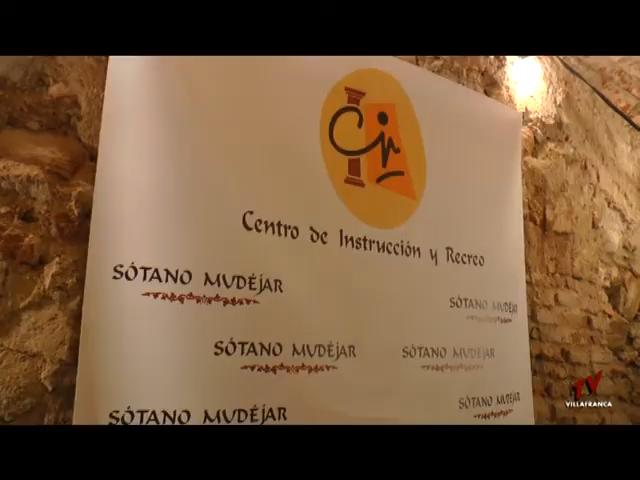 Centro de Instrucción y Recreo
SÓTANO MUDÉJAR
SÓTANO MUDÉJAR
SÓTANO MUDÉJAR
SÓTANO MUDÉJAR
SÓTANO MUDÉJAR
SÓTANO MUDÉJAR
TV
VILLAFRANCA